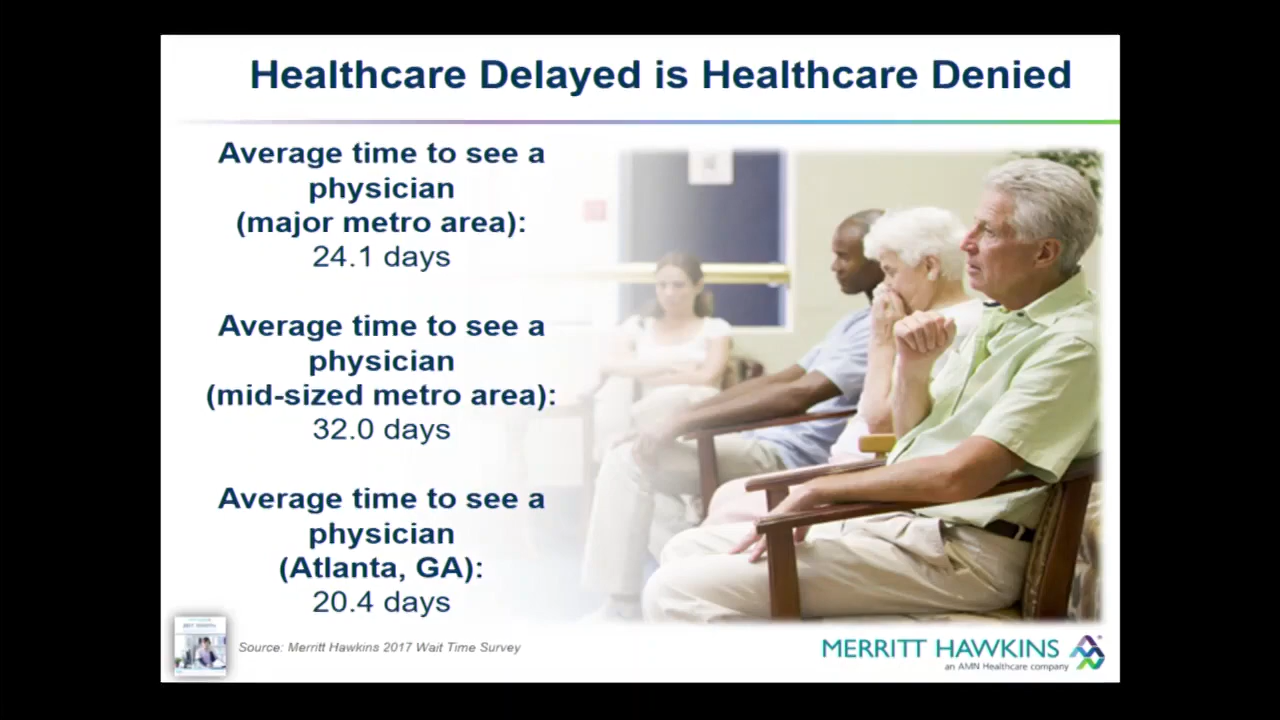 Healthcare Delayed is Healthcare Denied
Average time to see a
physician
(major metro area):
24.1 days
Average time to see a
physician
(mid-sized metro area):
32.0 days
Average time to see a
physician
(Atlanta, GA):
20.4 days
Source: Merritt Hawkins 2017 Wait Time Survey
MERRITT HAWKINS
an AMN Healthcare company